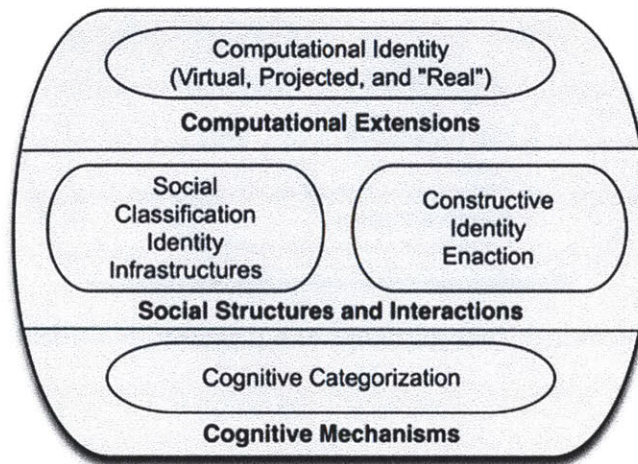 Computational Identity
(Virtual, Projected, and "Real")
Computational Extensions
Social
Classification
Identity
Infrastructures
Constructive
Identity
Enaction
Social Structures and Interactions
Cognitive Categorization
Cognitive Mechanisms